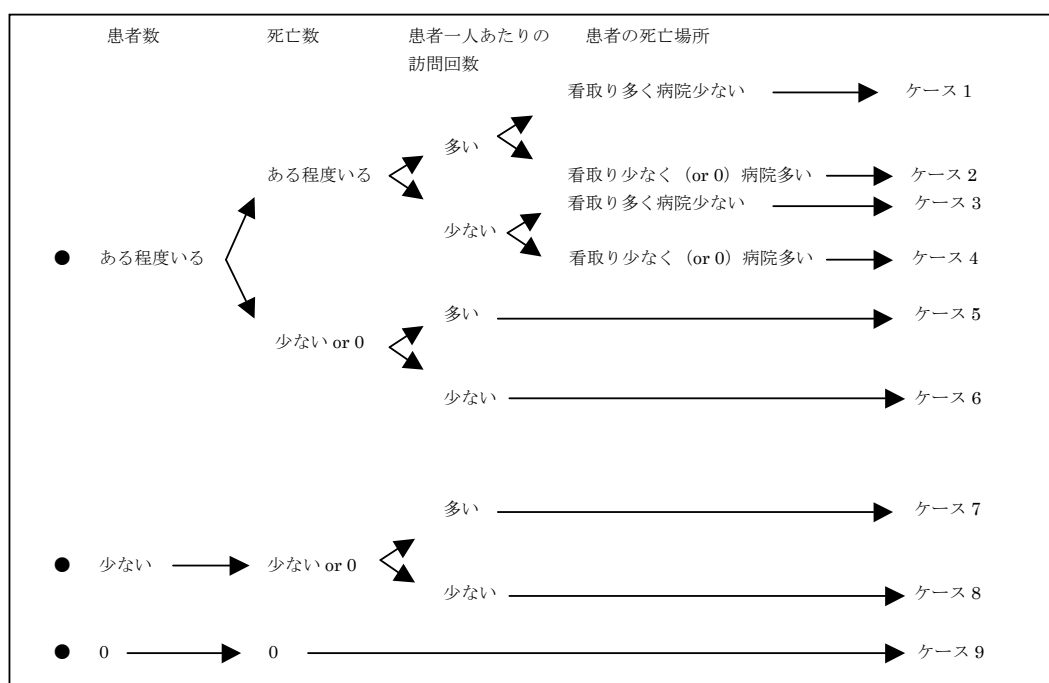 患者数 死亡数 患者一人あたりの 患者の死亡場所
訪問回数
看取り多く病院少ない ケース 1
多い
ある程度いる 看取り少なく（or 0）病院多い ケース 2
看取り多く病院少ない ケース 3
少ない
● ある程度いる 看取り少なく（or 0）病院多い ケース 4
多い ケース 5
少ない or 0
少ない ケース 6
多い ケース 7
● 少ない 少ない or 0
少ない ケース 8
● 0 0 ケース 9